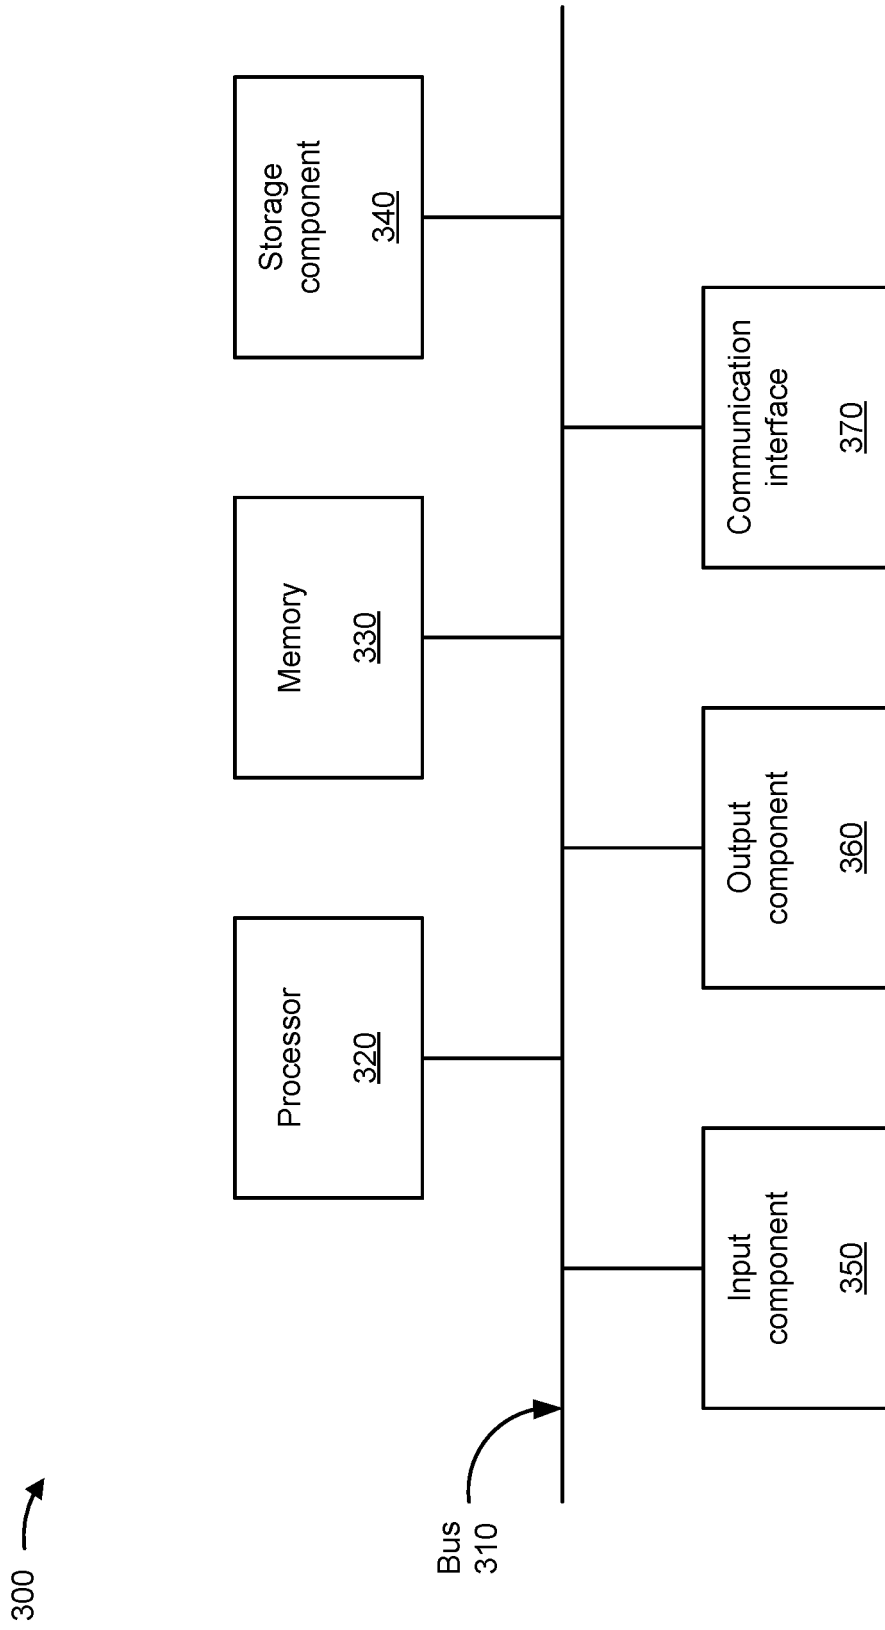 300
Bus
310
Processor
320
Memory
330
Storage
component
340
Input
component
350
Output
component
360
Communication
interface
370